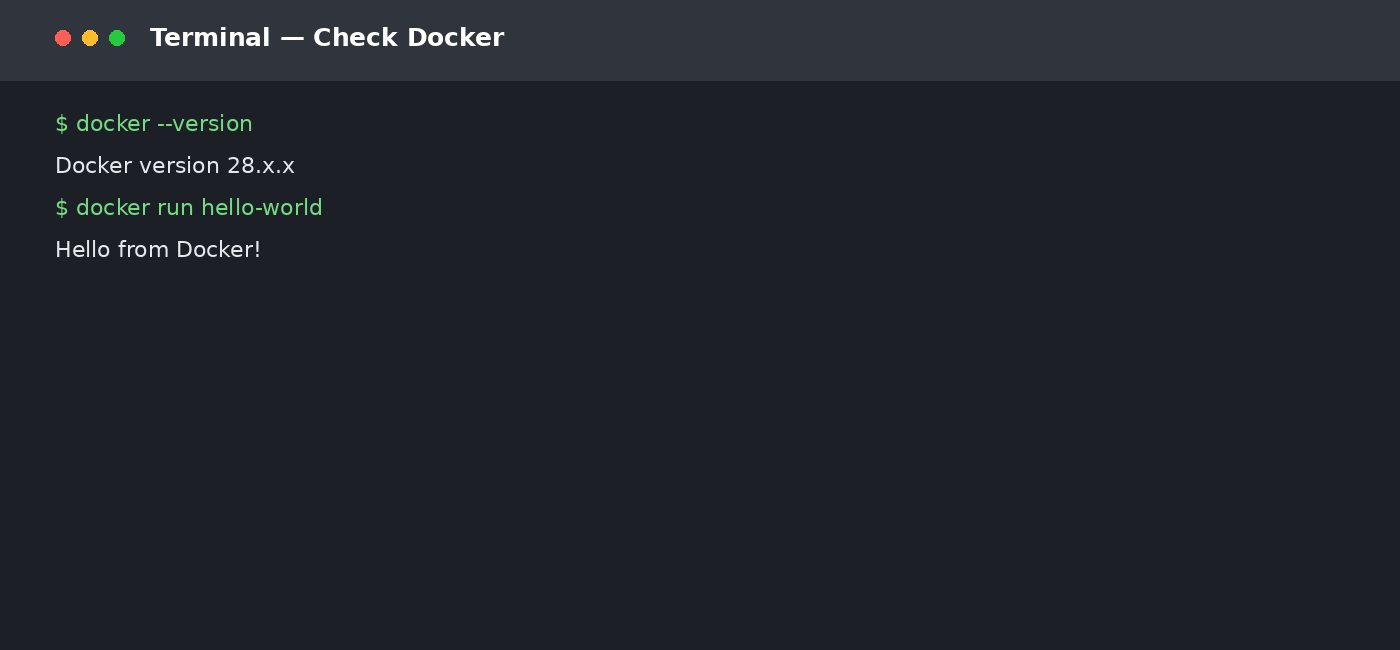 Terminal — Check Docker
$ docker --version
Docker version 28.x.x
$ docker run hello-world
Hello from Docker!